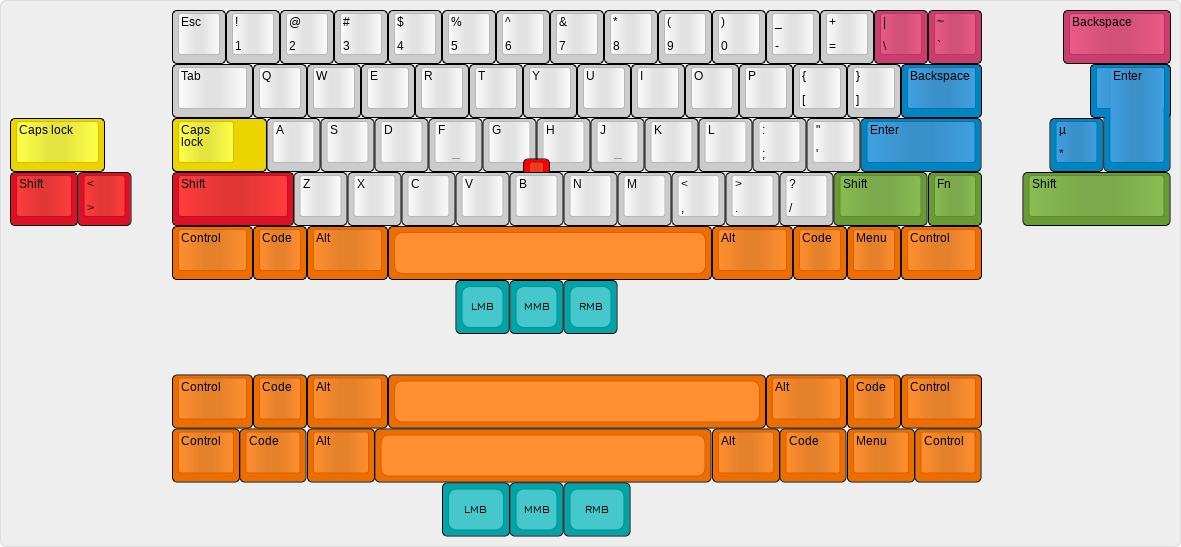 Esc ! @ # $ % ^ & * ( ) _ + | ~ Backspace
1 2 3 4 5 6 7 8 9 0 - = \ `
Tab Q W E R T Y U I O P { } Backspace Enter
[ ]
Caps lock Caps A S D F G H J K L : " Enter µ
lock _ _ ; ' *
Shift < Shift Z X C V B N M < > ? Shift Fn Shift
> , . /
Control Code Alt Alt Code Menu Control
LMB MMB RMB
Control Code Alt Alt Code Control
Control Code Alt Alt Code Menu Control
LMB MMB RMB